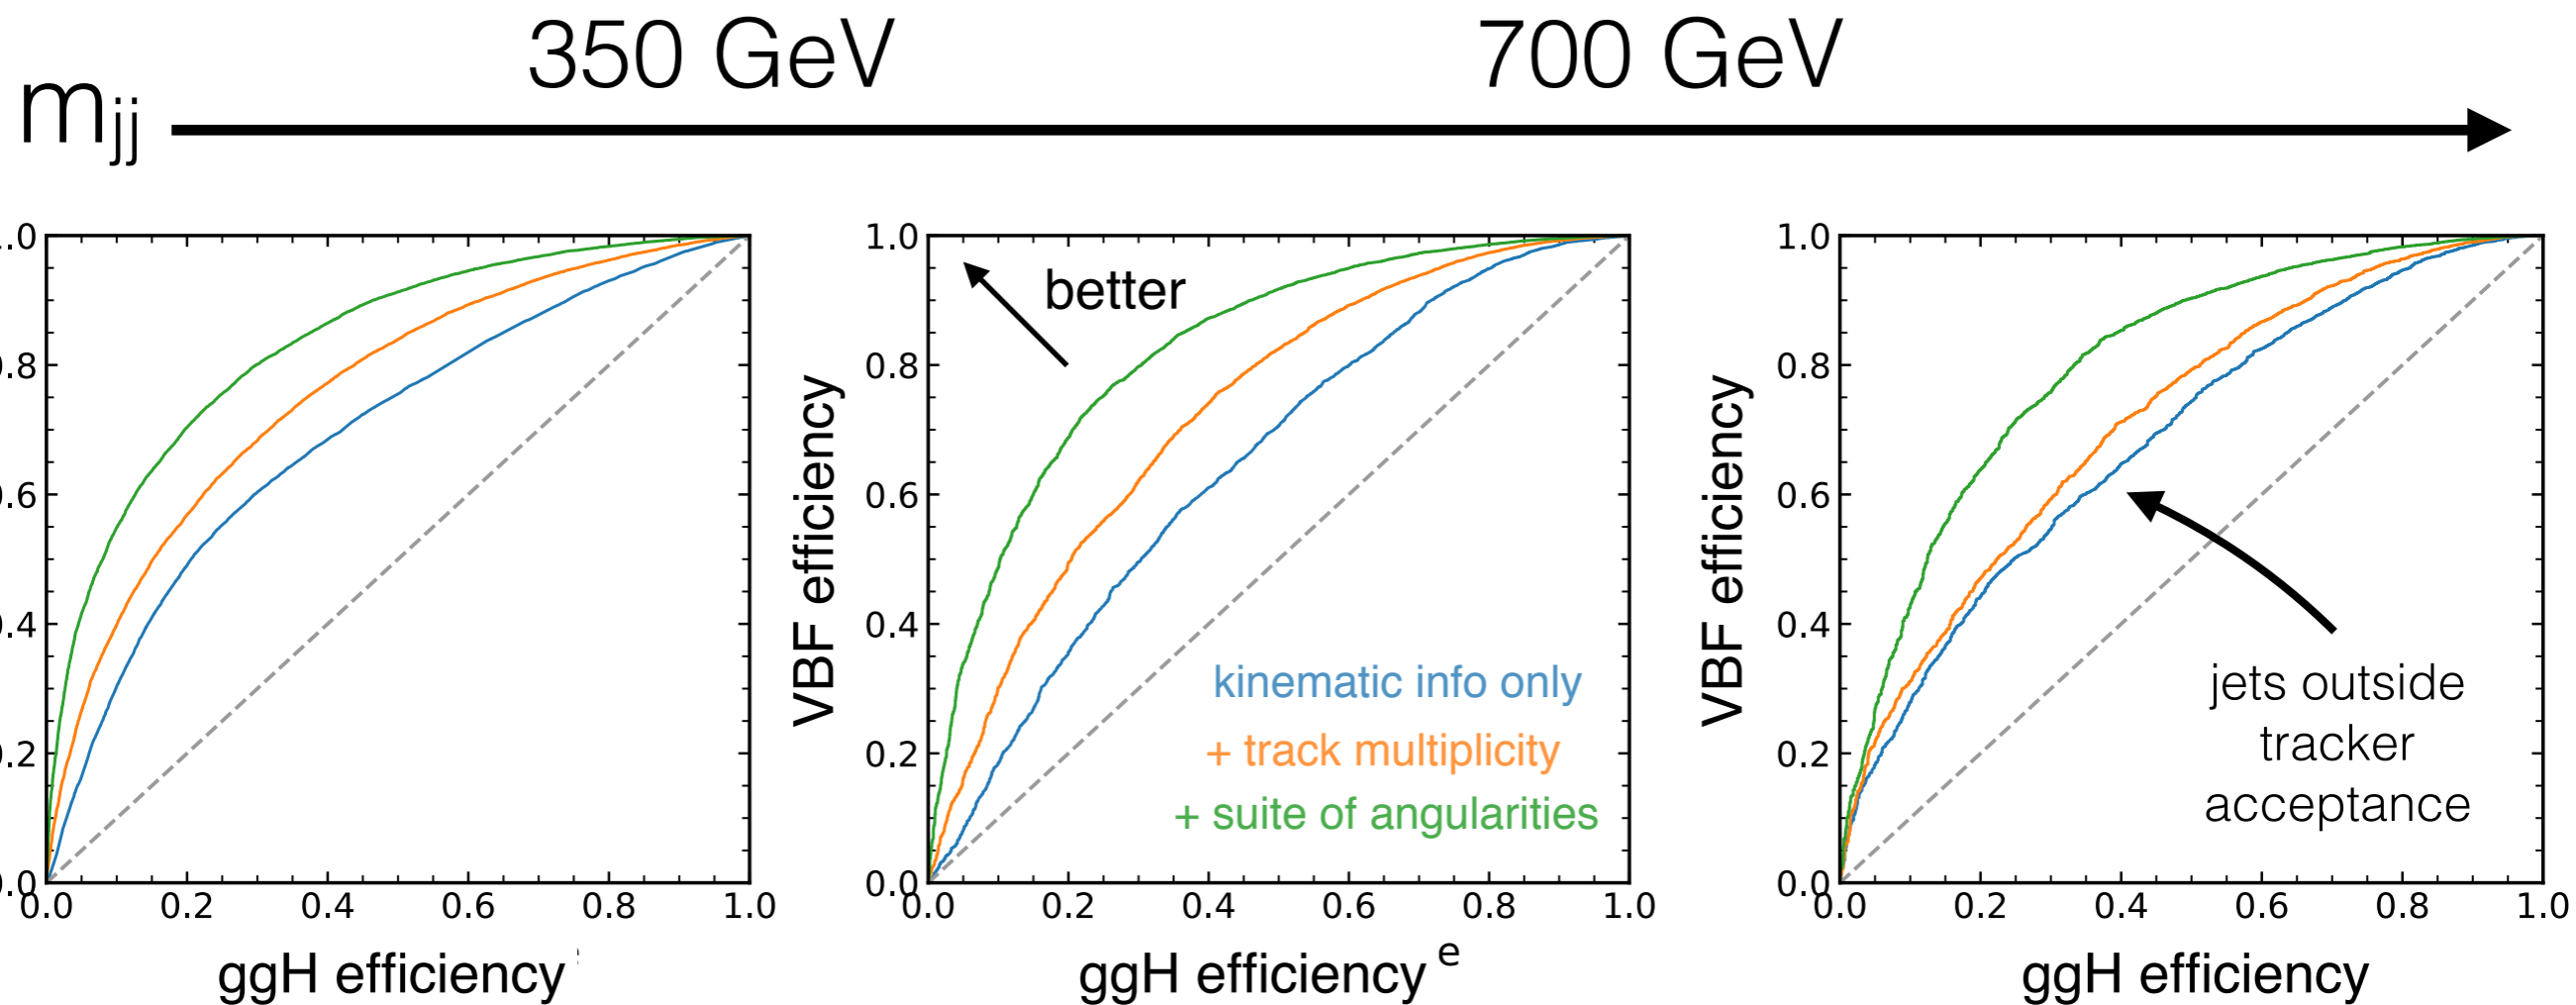 350 GeV
700 GeV
mjj
1.0
0.8
0.6
0.4
0.2
0.0
0.0 0.2 0.4 0.6 0.8 1.0
ggH efficiency
VBF efficiency
1.0
0.8
0.6
0.4
0.2
0.0
better
kinematic info only
+ track multiplicity
+ suite of angularities
0.0 0.2 0.4 0.6 0.8 1.0
ggH efficiency e
VBF efficiency
1.0
0.8
0.6
0.4
0.2
0.0
jets outside
tracker
acceptance
0.0 0.2 0.4 0.6 0.8 1.0
ggH efficiency